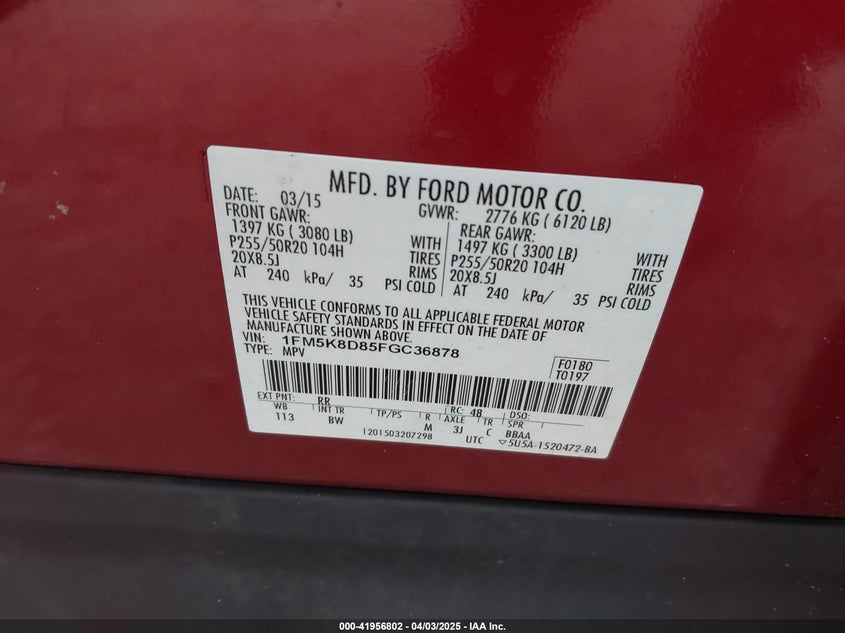 MFD. BY FORD MOTOR CO.
DATE: 03/15 GVWR: 2776 KG ( 6120 LB)
FRONT GAWR: REAR GAWR:
1397 KG ( 3080 LB) WITH 1497 KG ( 3300 LB) WITH
P255/50R20 104H TIRES P255/50R20 104H TIRES
20X8.5J RIMS 20X8.5J RIMS
AT 240 kPa/ 35 PSI COLD AT 240 kPa/ 35 PSI COLD
THIS VEHICLE CONFORMS TO ALL APPLICABLE FEDERAL MOTOR
VEHICLE SAFETY STANDARDS IN EFFECT ON THE DATE OF
MANUFACTURE SHOWN ABOVE.
VIN: 1FM5K8D85FGC36878
TYPE: MPV
F0180
T0197
EXT PNT: RR RC: 48 DSO:
WB INT TR TP/PS R AXLE TR SPR
113 BW M 3J C BBAA
1201503207298 UTC ▽5U5A-1520472-BA
000-41956802 - 04/03/2025 - IAA Inc.